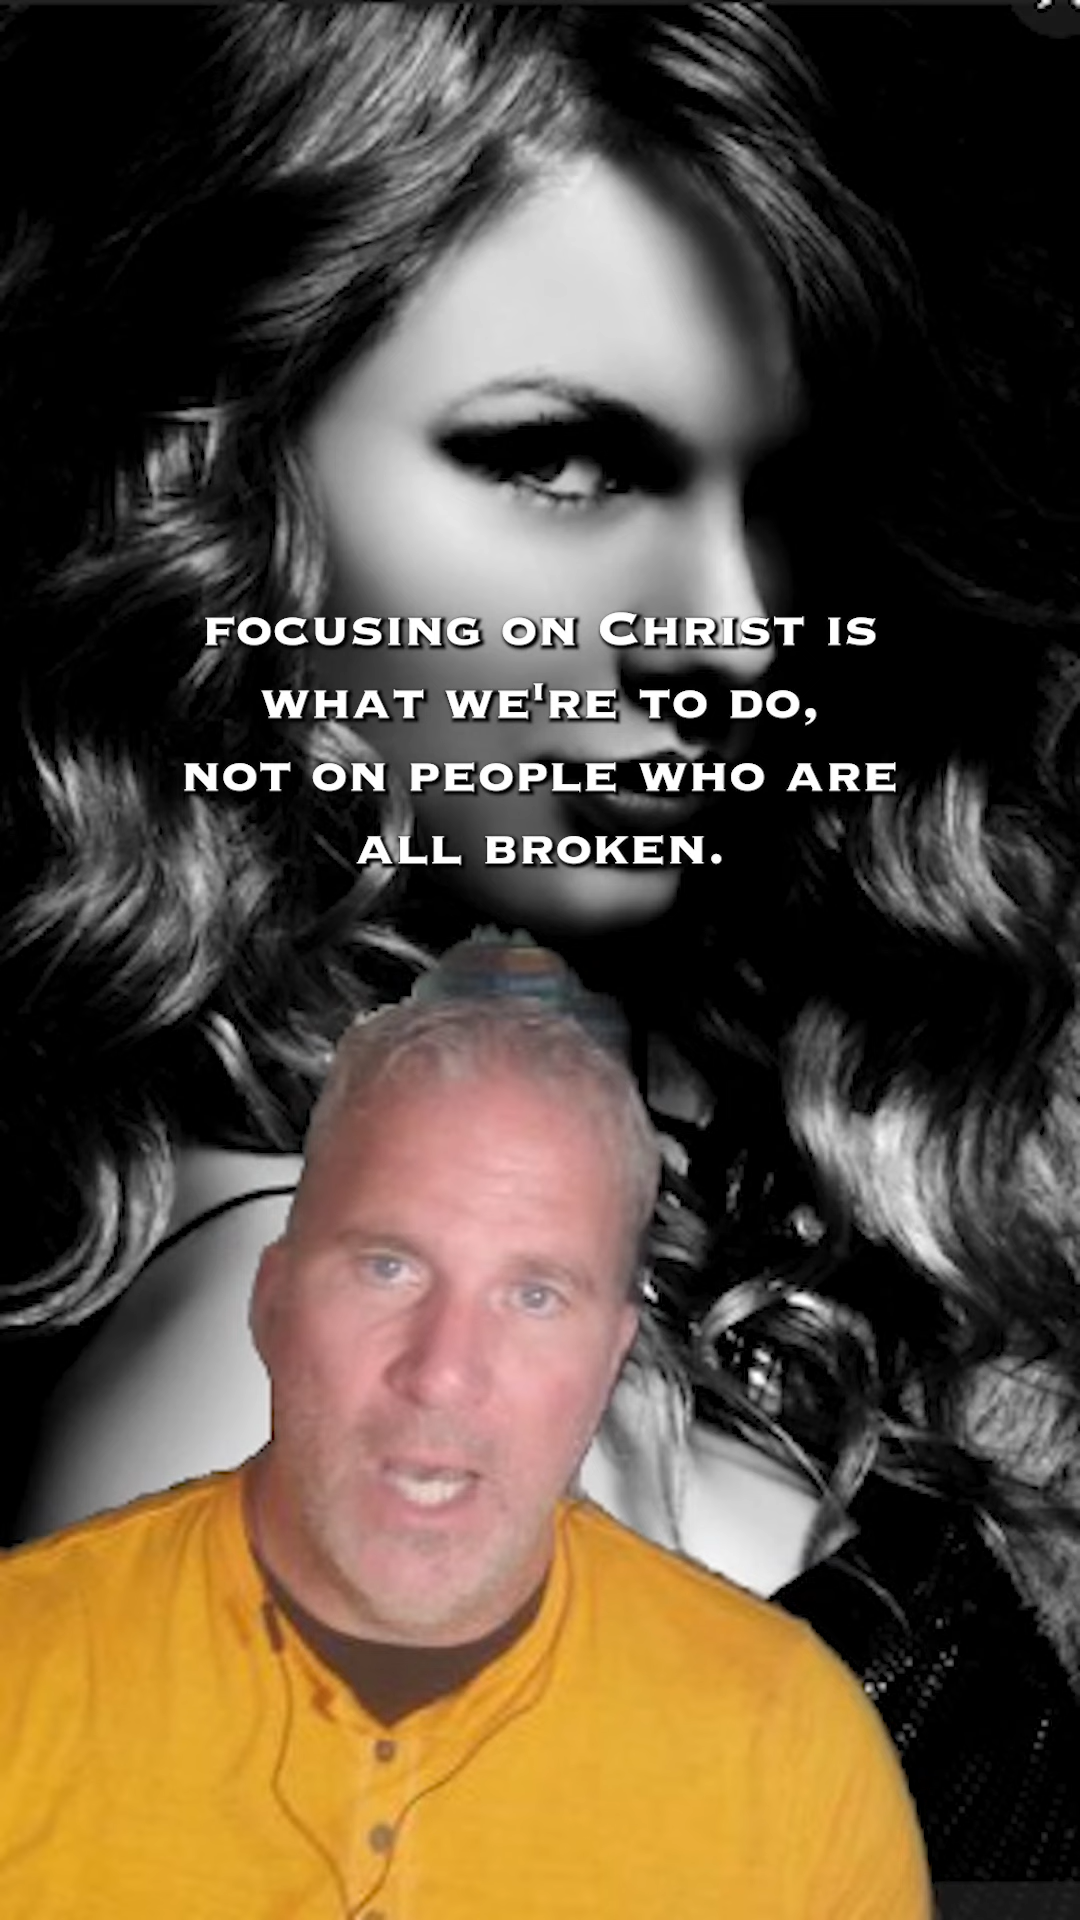 focusing on Christ is
what we're to do,
not on people who are
all broken.